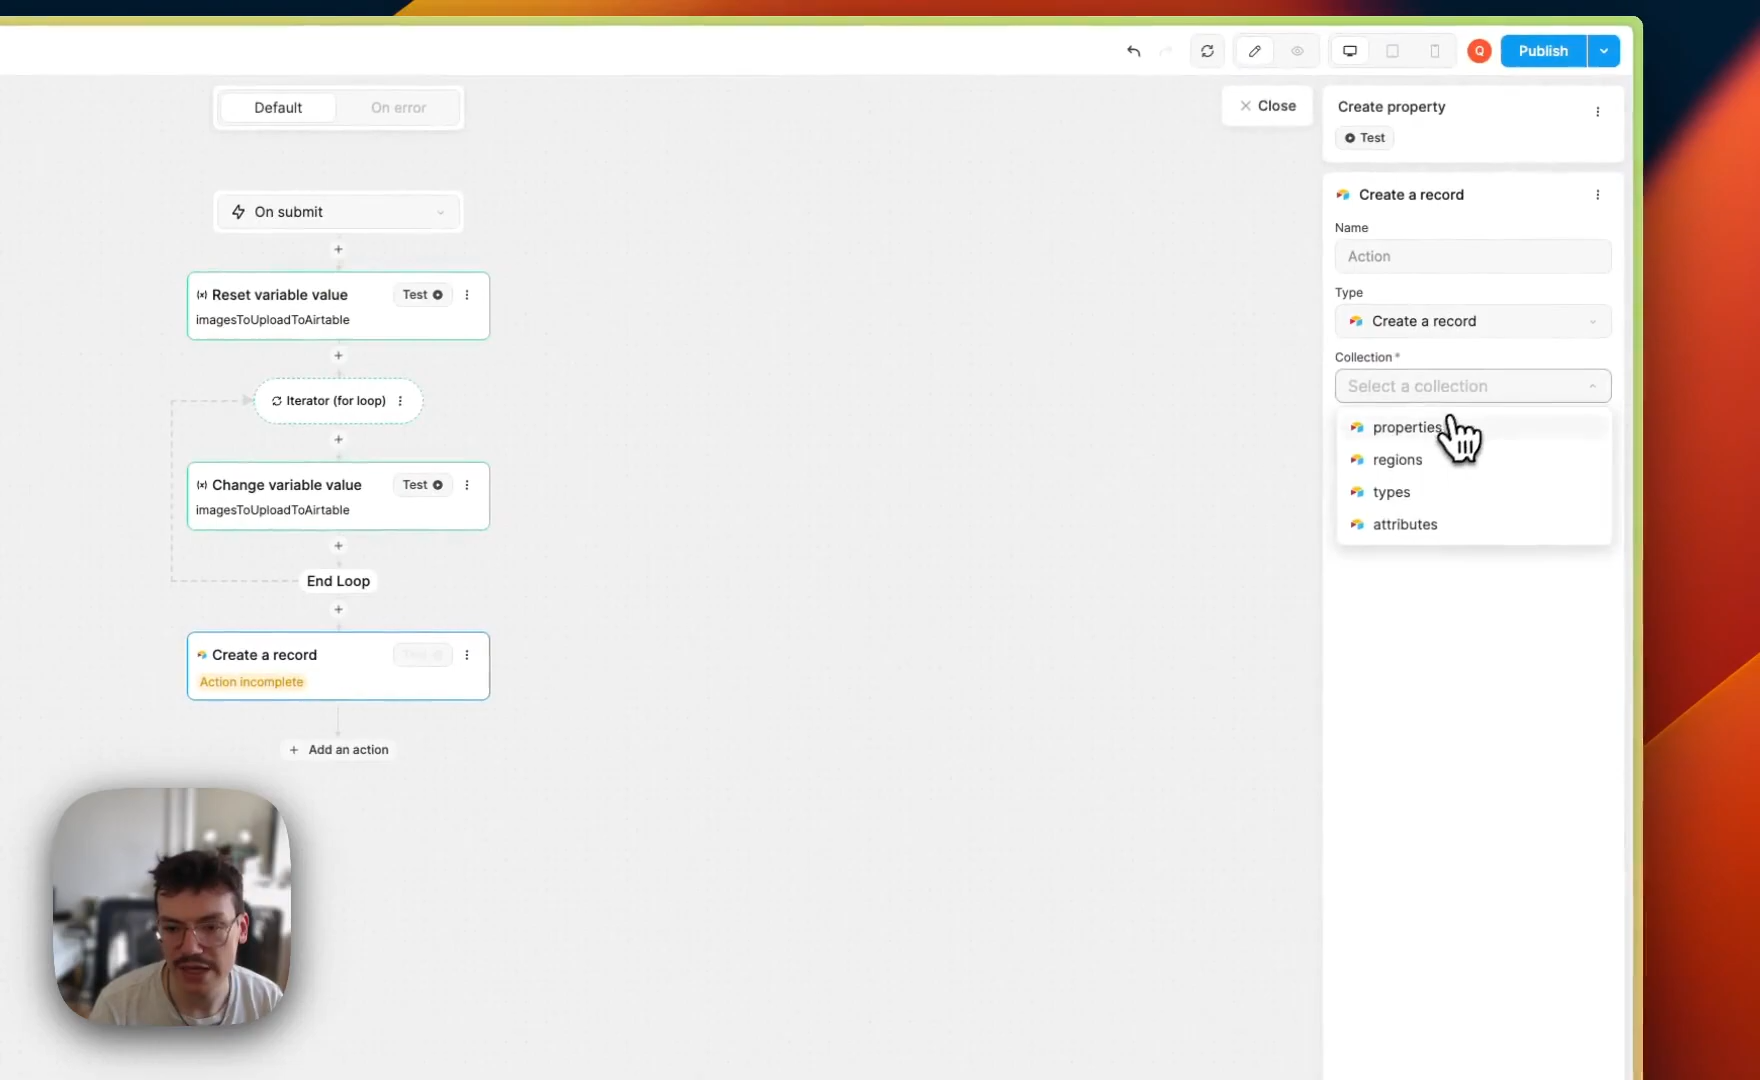 Q
Publish
Default
On error
Close
Create property
Test
On submit
Create a record
Name
Action
Type
Create a record
Collection *
Select a collection
properties
regions
types
attributes
(x) Reset variable value
Test
imagesToUploadToAirtable
Iterator (for loop)
(x) Change variable value
Test
imagesToUploadToAirtable
End Loop
Create a record
Test
Action incomplete
+ Add an action